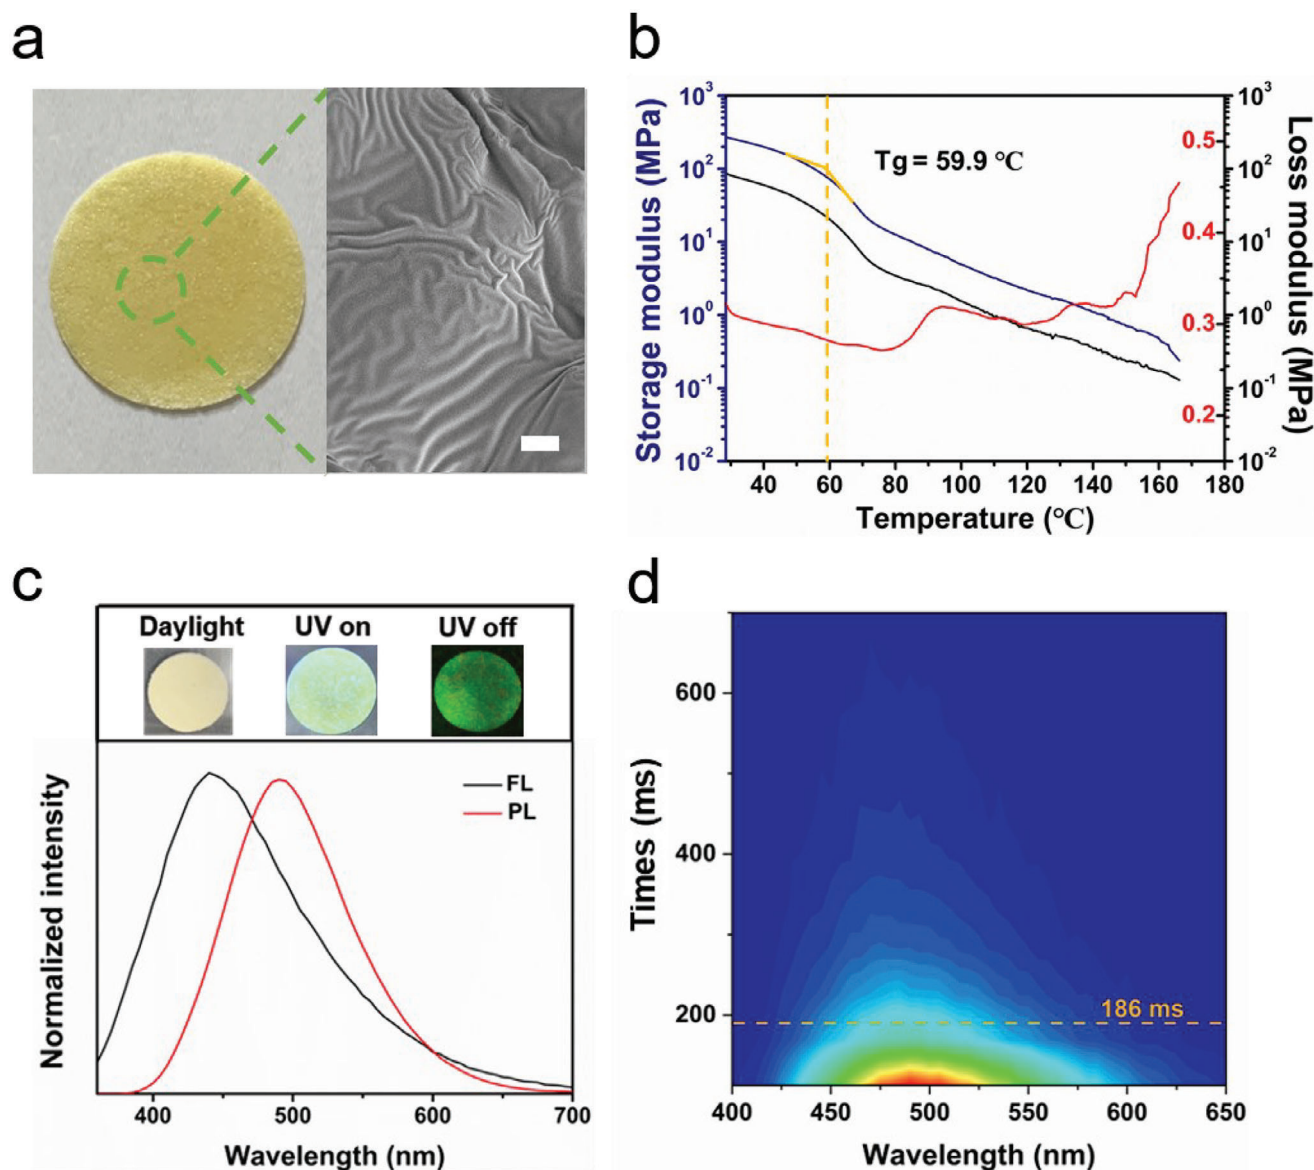 a
b
10³
10²
10¹
10⁰
10⁻¹
10⁻²
Storage modulus (MPa)
Tg = 59.9 °C
0.5
0.4
0.3
0.2
10³
10²
10¹
10⁰
10⁻¹
10⁻²
Loss modulus (MPa)
40 60 80 100 120 140 160 180
Temperature (°C)
c
Daylight UV on UV off
FL
PL
Normalized intensity
400 500 600 700
Wavelength (nm)
d
600
400
200
Times (ms)
186 ms
400 450 500 550 600 650
Wavelength (nm)